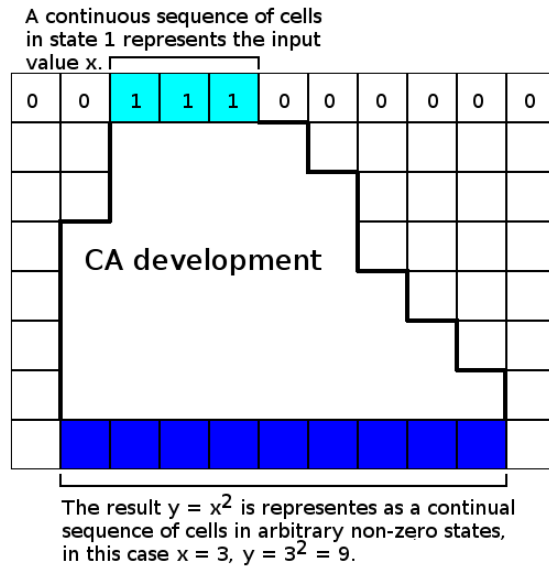 A continuous sequence of cells
in state 1 represents the input
value x.
0 0 1 1 1 0 0 0 0 0 0
CA development
The result y = x² is representes as a continual
sequence of cells in arbitrary non-zero states,
in this case x = 3, y = 3² = 9.